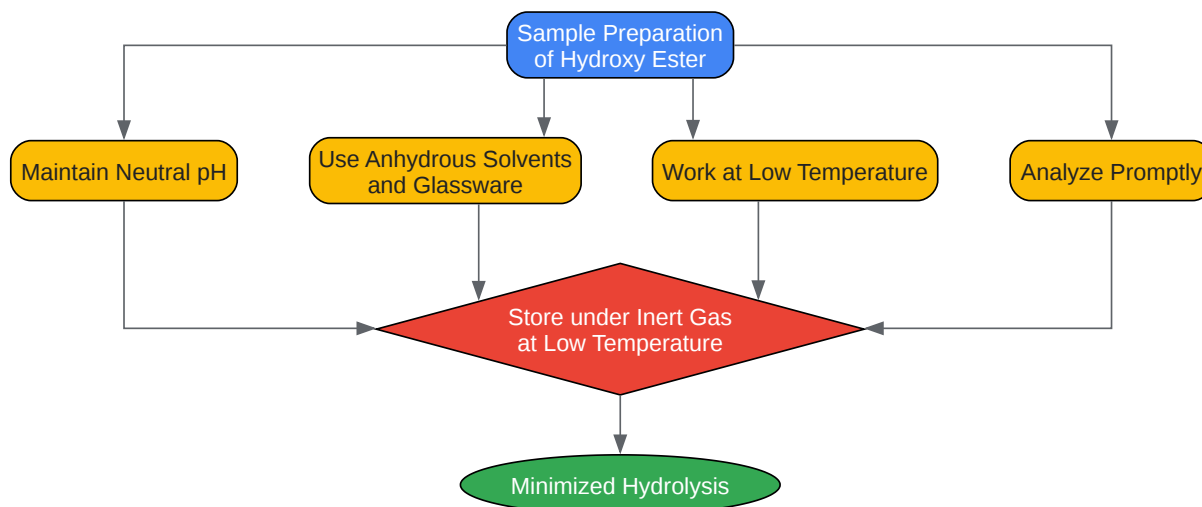 Sample Preparation
of Hydroxy Ester
Maintain Neutral pH
Use Anhydrous Solvents
and Glassware
Work at Low Temperature
Analyze Promptly
Store under Inert Gas
at Low Temperature
Minimized Hydrolysis